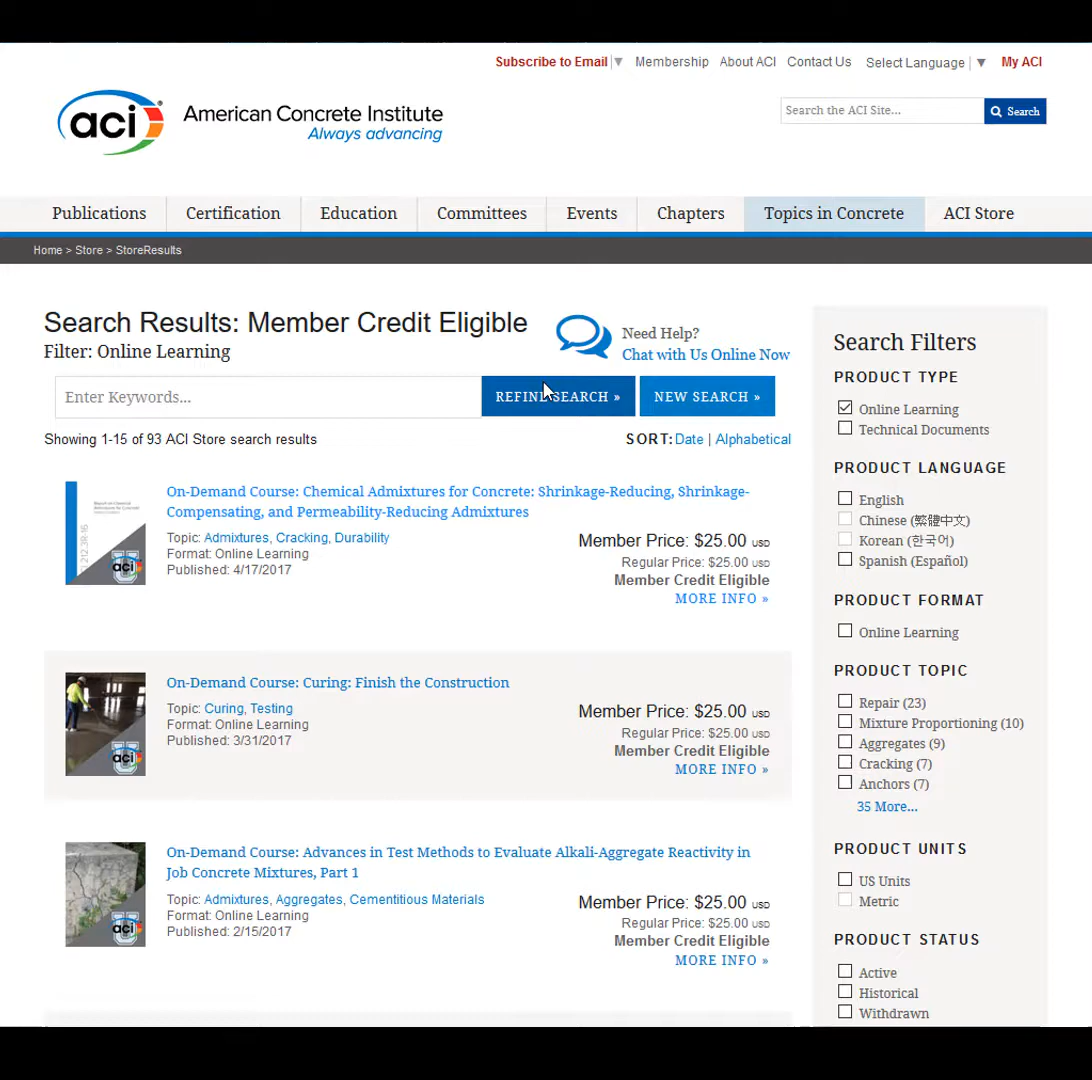 Subscribe to Email ▼ Membership About ACI Contact Us Select Language ▼ My ACI
aci American Concrete Institute
Always advancing
Search the ACI Site... Search
Publications Certification Education Committees Events Chapters Topics in Concrete ACI Store
Home > Store > StoreResults
Search Results: Member Credit Eligible
Filter: Online Learning
Need Help?
Chat with Us Online Now
Enter Keywords... REFINE SEARCH » NEW SEARCH »
Showing 1-15 of 93 ACI Store search results
SORT: Date | Alphabetical
On-Demand Course: Chemical Admixtures for Concrete: Shrinkage-Reducing, Shrinkage-
Compensating, and Permeability-Reducing Admixtures
Topic: Admixtures, Cracking, Durability
Format: Online Learning
Published: 4/17/2017
Member Price: $25.00 USD
Regular Price: $25.00 USD
Member Credit Eligible
MORE INFO »
aci
On-Demand Course: Curing: Finish the Construction
Topic: Curing, Testing
Format: Online Learning
Published: 3/31/2017
Member Price: $25.00 USD
Regular Price: $25.00 USD
Member Credit Eligible
MORE INFO »
aci
On-Demand Course: Advances in Test Methods to Evaluate Alkali-Aggregate Reactivity in
Job Concrete Mixtures, Part 1
Topic: Admixtures, Aggregates, Cementitious Materials
Format: Online Learning
Published: 2/15/2017
Member Price: $25.00 USD
Regular Price: $25.00 USD
Member Credit Eligible
MORE INFO »
aci
Search Filters
PRODUCT TYPE
Online Learning
Technical Documents
PRODUCT LANGUAGE
English
Chinese (繁體中文)
Korean (한국어)
Spanish (Español)
PRODUCT FORMAT
Online Learning
PRODUCT TOPIC
Repair (23)
Mixture Proportioning (10)
Aggregates (9)
Cracking (7)
Anchors (7)
35 More...
PRODUCT UNITS
US Units
Metric
PRODUCT STATUS
Active
Historical
Withdrawn